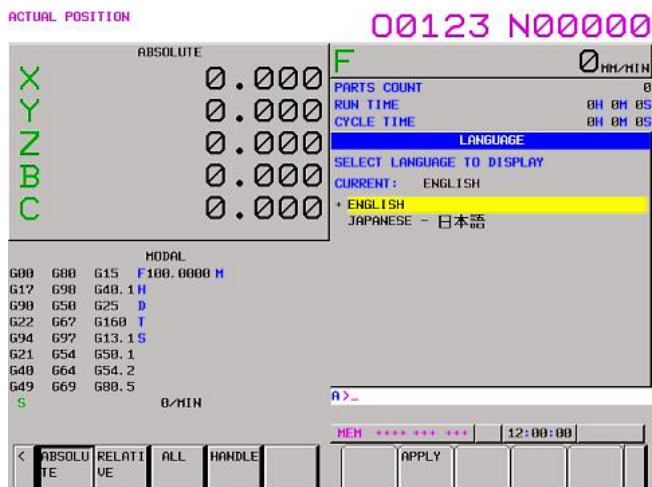 ACTUAL POSITION
O0123 N00000
ABSOLUTE
X 0.000
Y 0.000
Z 0.000
B 0.000
C 0.000
F 0 MM/MIN
PARTS COUNT 0
RUN TIME 0H 0M 0S
CYCLE TIME 0H 0M 0S
LANGUAGE
SELECT LANGUAGE TO DISPLAY
CURRENT: ENGLISH
* ENGLISH
JAPANESE - 日本語
MODAL
G00 G80 G15 F100.0000 M
G17 G98 G40.1 H
G90 G50 G25 D
G22 G67 G160 T
G94 G97 G13.1 S
G21 G54 G50.1
G40 G64 G54.2
G49 G69 G80.5
S 0/MIN
A>_
MEM **** *** *** 12:00:00
< ABSOLU RELATI ALL HANDLE APPLY
TE VE